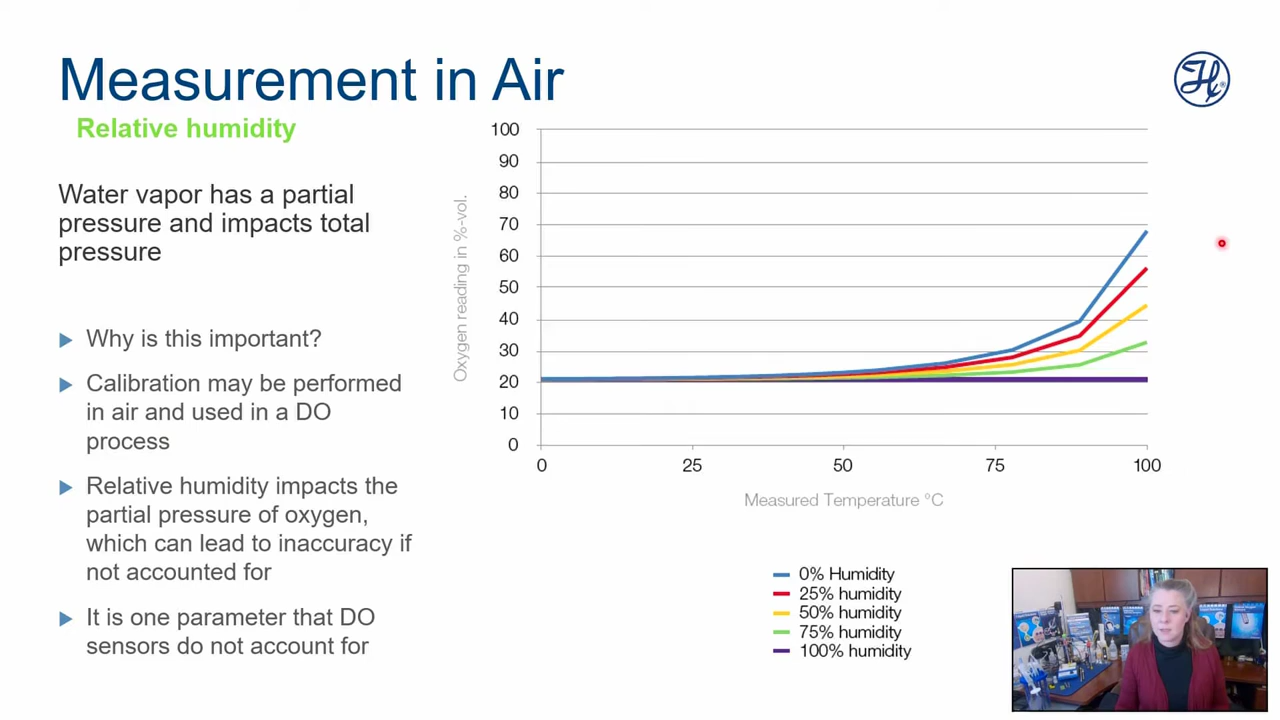 Measurement in Air
Relative humidity
Water vapor has a partial
pressure and impacts total
pressure
Why is this important?
Calibration may be performed
in air and used in a DO
process
Relative humidity impacts the
partial pressure of oxygen,
which can lead to inaccuracy if
not accounted for
It is one parameter that DO
sensors do not account for
H®
Oxygen reading in %-vol.
100
90
80
70
60
50
40
30
20
10
0
0 25 50 75 100
Measured Temperature °C
0% Humidity
25% humidity
50% humidity
75% humidity
100% humidity